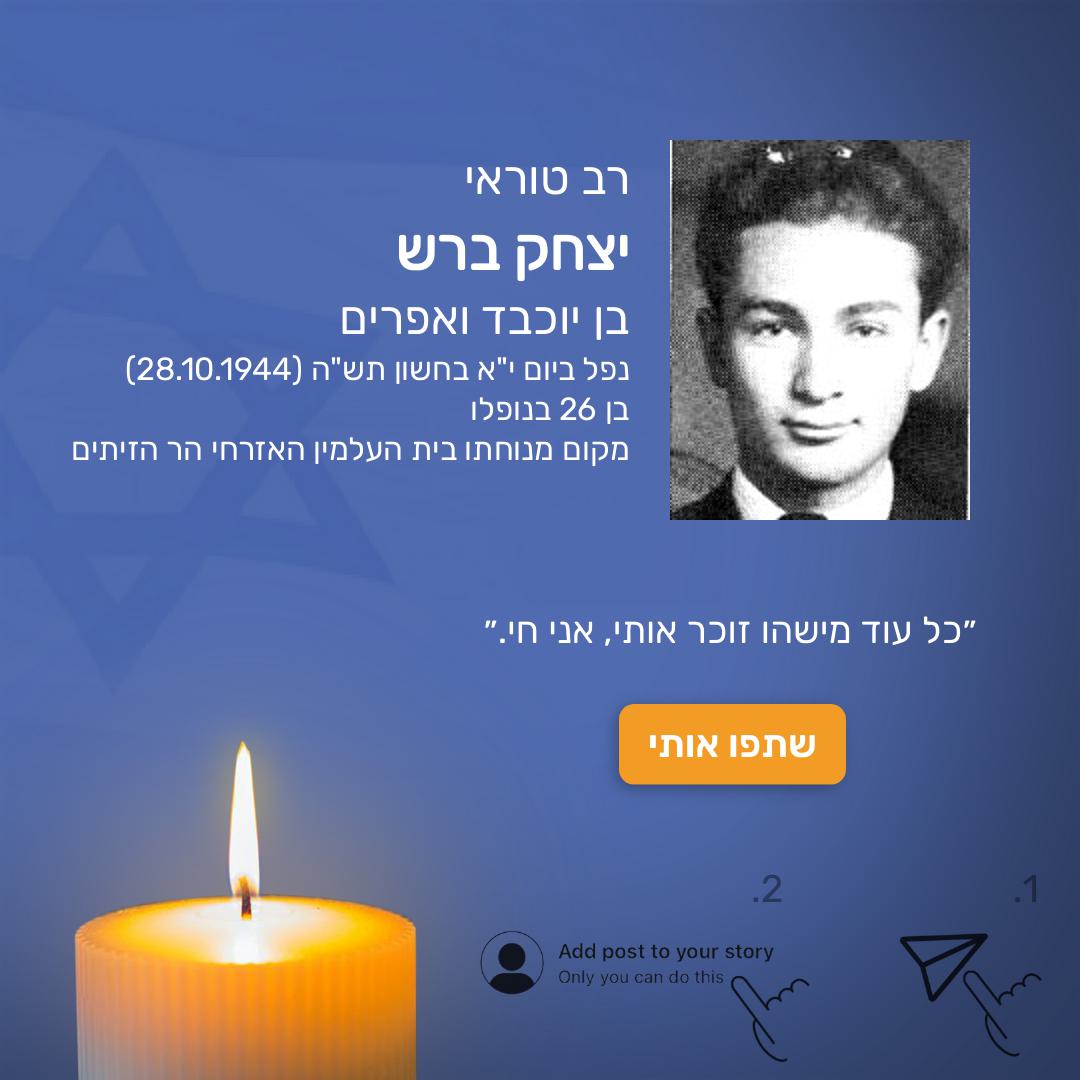 רב טוראי
יצחק ברש
בן יוכבד ואפרים
נפל ביום י"א בחשון תש"ה (28.10.1944)
בן 26 בנופלו
מקום מנוחתו בית העלמין האזרחי הר הזיתים
״כל עוד מישהו זוכר אותי, אני חי.״
שתפו אותי
.1
.2
Add post to your story
Only you can do this